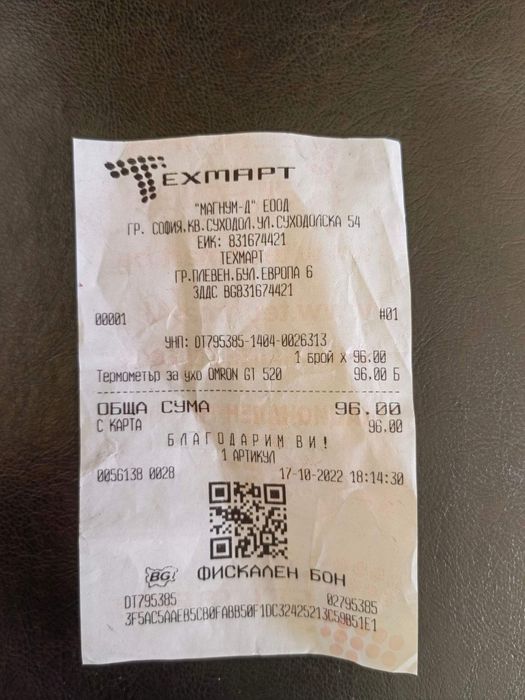 ТЕХМАРТ
"МАГНУМ-Д" ЕООД
ГР. СОФИЯ,КВ.СУХОДОЛ,УЛ.СУХОДОЛСКА 54
ЕИК: 831674421
ТЕХМАРТ
ГР.ПЛЕВЕН,БУЛ.ЕВРОПА 6
ЗДДС BG831674421
00001 #01
УНП: DT795385-1404-0026313
1 БРОЙ x 96.00
Термометър за ухо OMRON GT 520 96.00 Б
ОБЩА СУМА 96.00
С КАРТА 96.00
БЛАГОДАРИМ ВИ!
1 АРТИКУЛ
0056138 0028 17-10-2022 18:14:30
BG! ФИСКАЛЕН БОН
DT795385 02795385
3F5AC5AAEB5CB0FABB50F1DC32425213C59B51E1